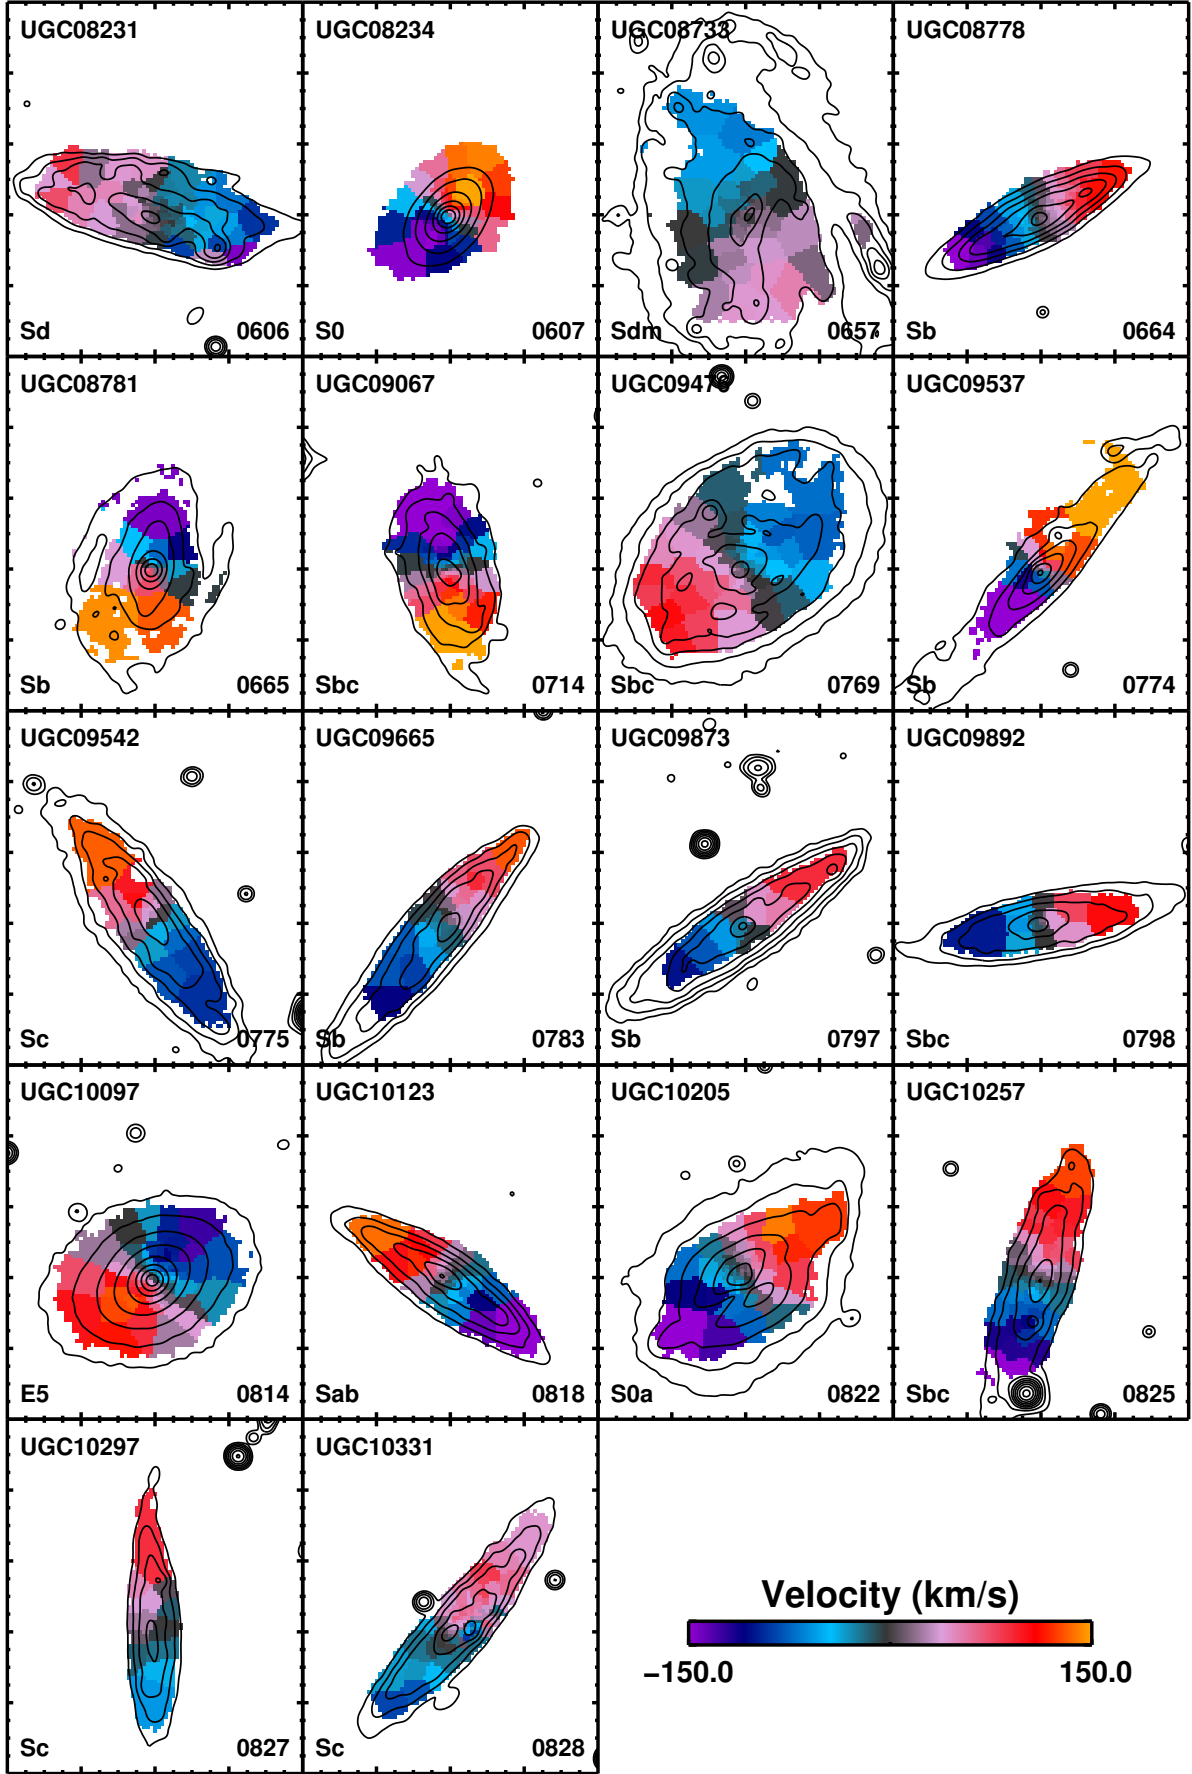 UGC08231 UGC08234 UGC08733 UGC08778
Sd 0606 S0 0607 Sdm 0657 Sb 0664
UGC08781 UGC09067 UGC09476 UGC09537
Sb 0665 Sbc 0714 Sbc 0769 Sb 0774
UGC09542 UGC09665 UGC09873 UGC09892
Sc 0775 Sb 0783 Sb 0797 Sbc 0798
UGC10097 UGC10123 UGC10205 UGC10257
E5 0814 Sab 0818 S0a 0822 Sbc 0825
UGC10297 UGC10331
Velocity (km/s)
−150.0 150.0
Sc 0827 Sc 0828